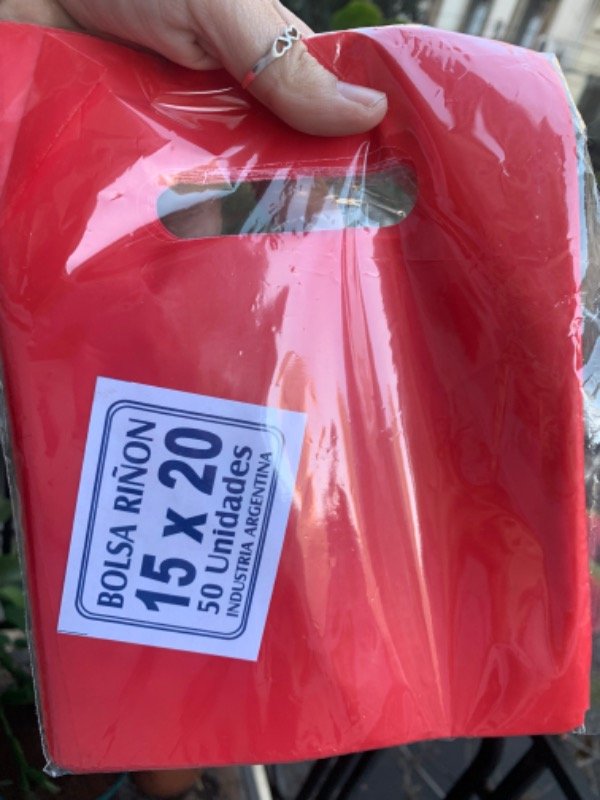 BOLSA RIÑON
15 x 20
50 Unidades
INDUSTRIA ARGENTINA